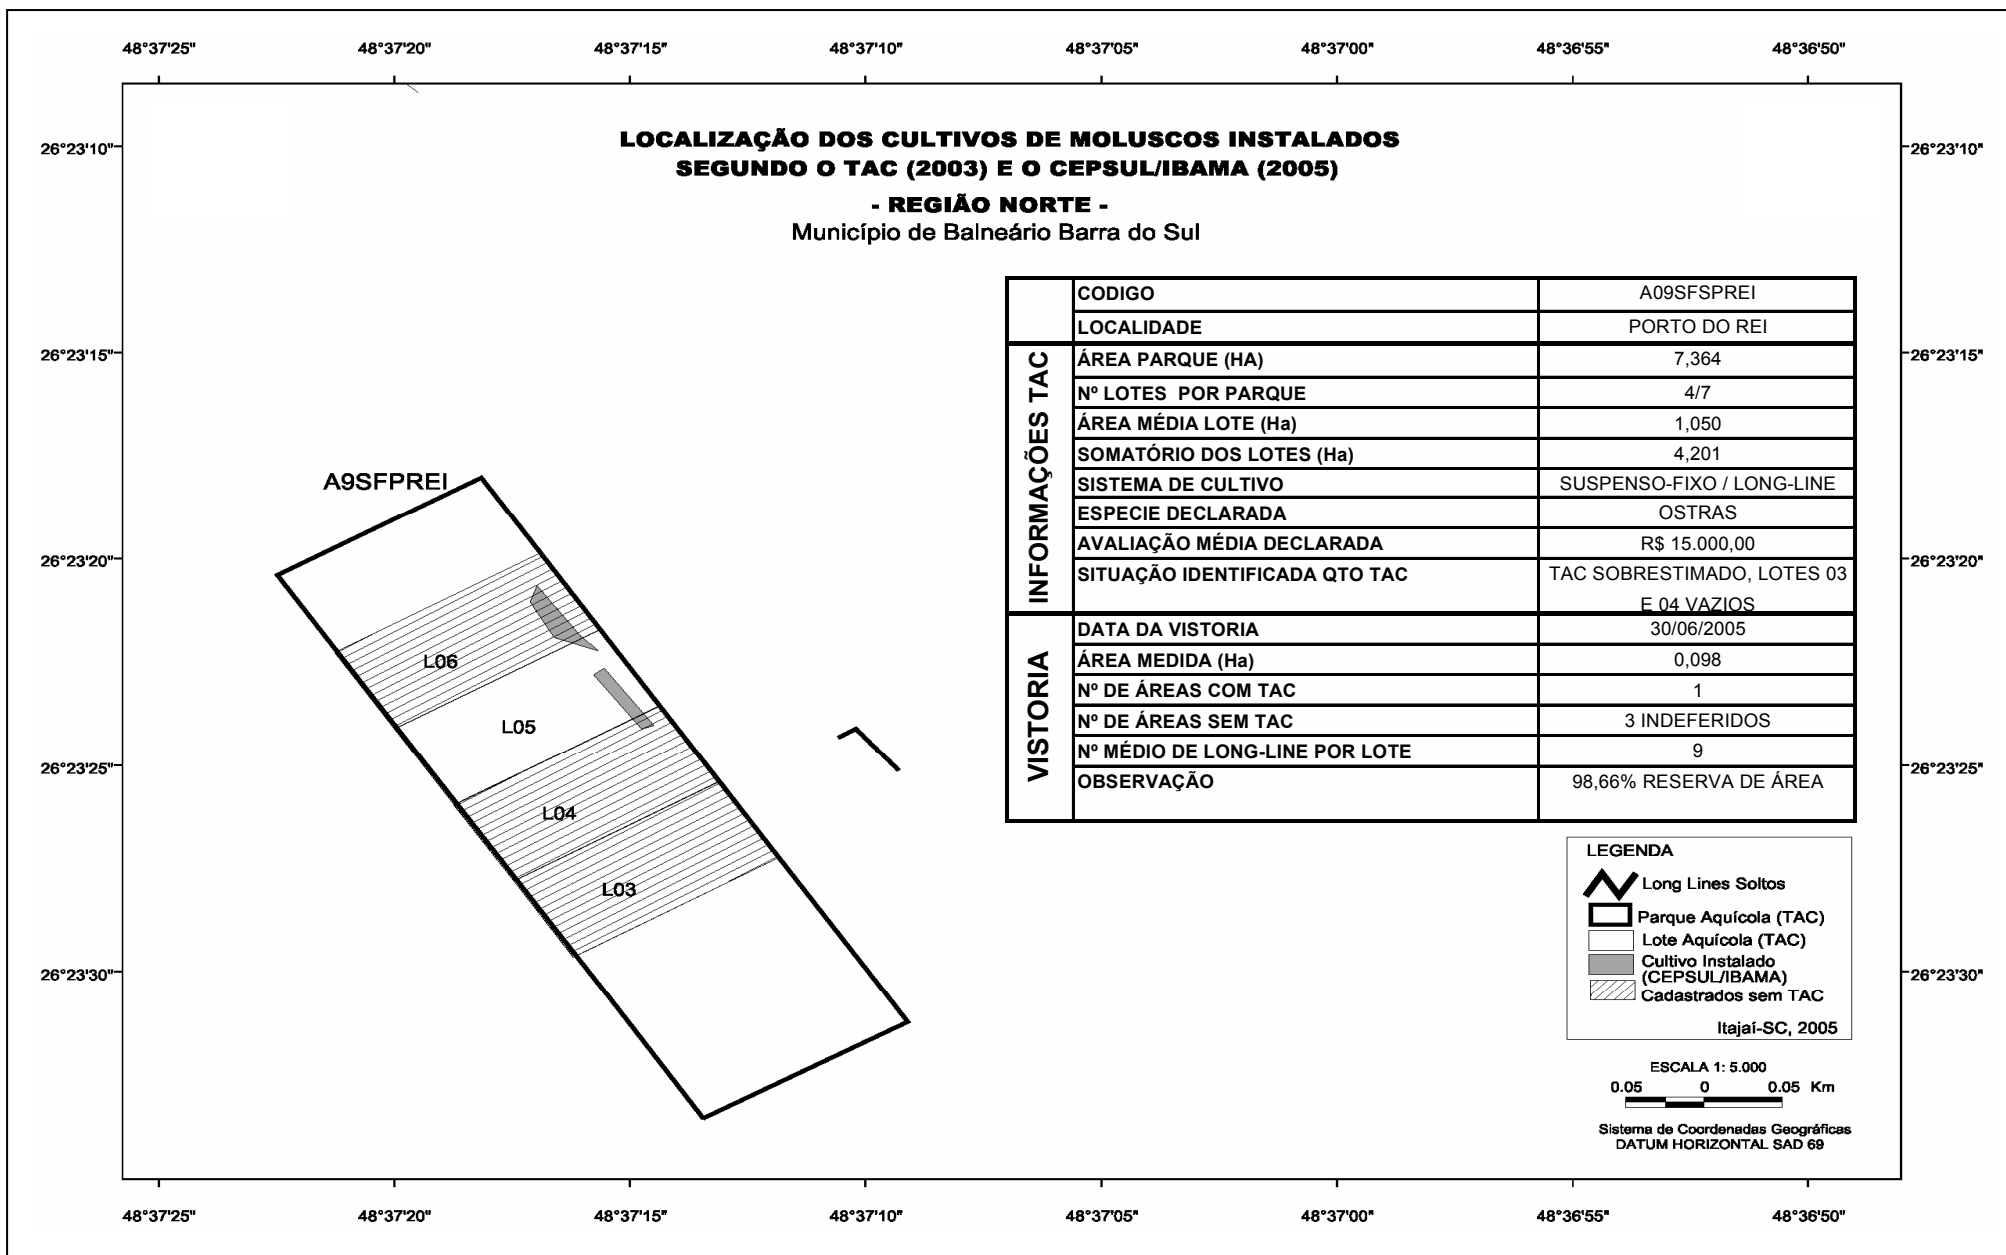 48°37'25" 48°37'20" 48°37'15" 48°37'10" 48°37'05" 48°37'00" 48°36'55" 48°36'50"
LOCALIZAÇÃO DOS CULTIVOS DE MOLUSCOS INSTALADOS
SEGUNDO O TAC (2003) E O CEPSUL/IBAMA (2005)
- REGIÃO NORTE -
Município de Balneário Barra do Sul
26°23'10" 26°23'10"
26°23'15" 26°23'15"
26°23'20" 26°23'20"
26°23'25" 26°23'25"
26°23'30" 26°23'30"
CODIGO A09SFSPREI
LOCALIDADE PORTO DO REI
INFORMAÇÕES TAC
ÁREA PARQUE (HA) 7,364
Nº LOTES POR PARQUE 4/7
ÁREA MÉDIA LOTE (Ha) 1,050
SOMATÓRIO DOS LOTES (Ha) 4,201
SISTEMA DE CULTIVO SUSPENSO-FIXO / LONG-LINE
ESPECIE DECLARADA OSTRAS
AVALIAÇÃO MÉDIA DECLARADA R$ 15.000,00
SITUAÇÃO IDENTIFICADA QTO TAC TAC SOBRESTIMADO, LOTES 03
E 04 VAZIOS
VISTORIA
DATA DA VISTORIA 30/06/2005
ÁREA MEDIDA (Ha) 0,098
Nº DE ÁREAS COM TAC 1
Nº DE ÁREAS SEM TAC 3 INDEFERIDOS
Nº MÉDIO DE LONG-LINE POR LOTE 9
OBSERVAÇÃO 98,66% RESERVA DE ÁREA
A9SFPREI
L06
L05
L04
L03
LEGENDA
Long Lines Soltos
Parque Aquícola (TAC)
Lote Aquícola (TAC)
Cultivo Instalado
(CEPSUL/IBAMA)
Cadastrados sem TAC
Itajaí-SC, 2005
ESCALA 1: 5.000
0.05 0 0.05 Km
Sistema de Coordenadas Geográficas
DATUM HORIZONTAL SAD 69
48°37'25" 48°37'20" 48°37'15" 48°37'10" 48°37'05" 48°37'00" 48°36'55" 48°36'50"